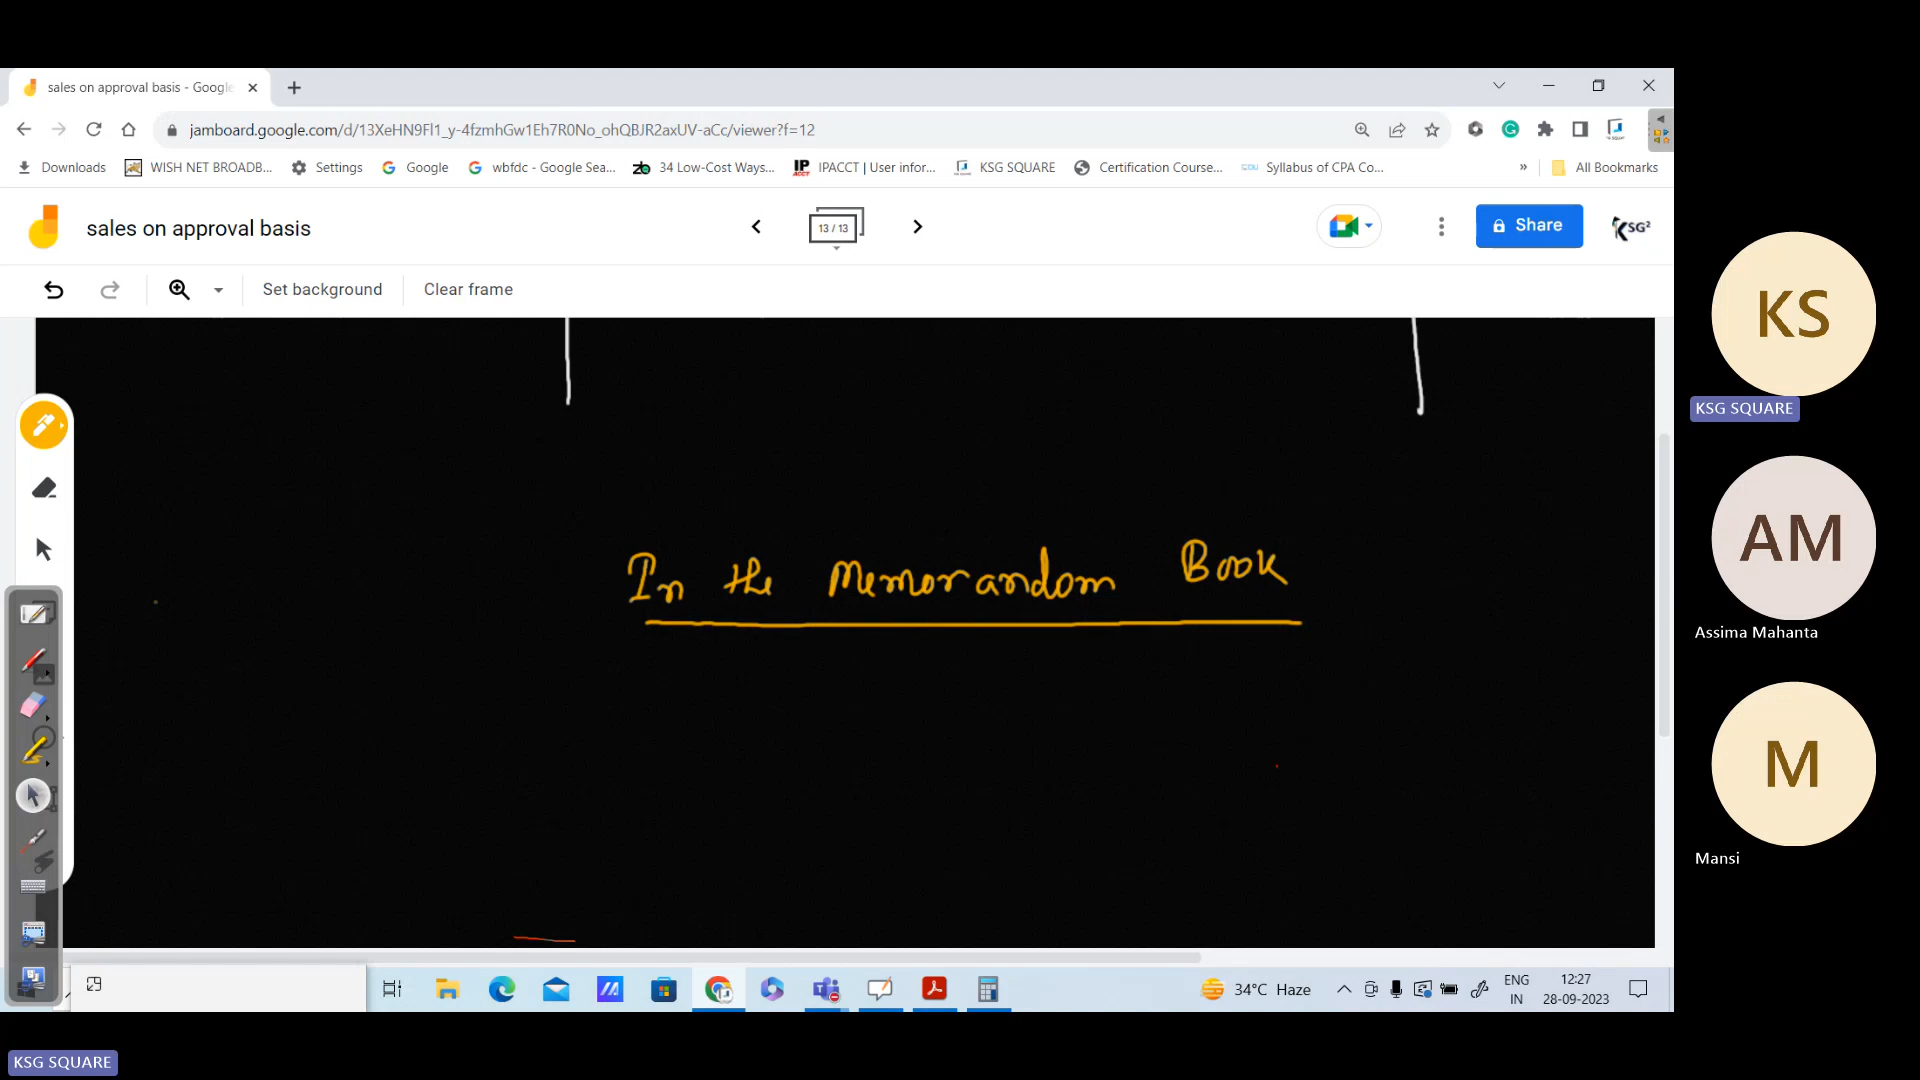 sales on approval basis - Google
jamboard.google.com/d/13XeHN9Fl1_y-4fzmhGw1Eh7R0No_ohQBJR2axUV-aCc/viewer?f=12
Downloads WISH NET BROADB... Settings Google wbfdc - Google Sea... 34 Low-Cost Ways... IPACCT | User infor... KSG SQUARE Certification Course... Syllabus of CPA Co... » All Bookmarks
sales on approval basis 13 / 13 Share KSG²
Set background Clear frame
In the Memorandom Book
KS
KSG SQUARE
AM
Assima Mahanta
M
Mansi
34°C Haze ENG IN 12:27 28-09-2023
KSG SQUARE